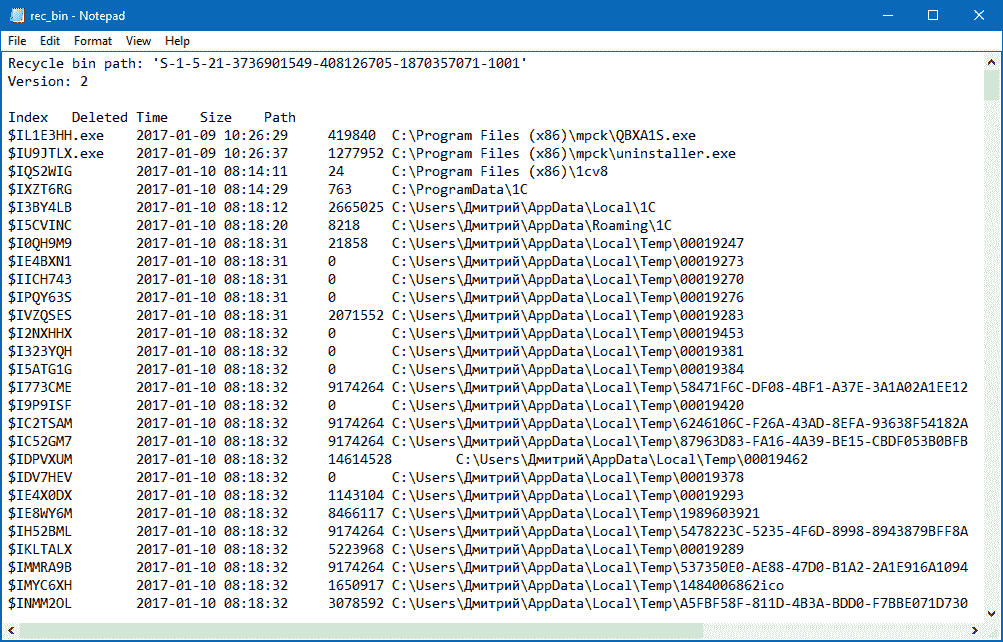 rec_bin - Notepad
File Edit Format View Help
Recycle bin path: 'S-1-5-21-3736901549-408126705-1870357071-1001'
Version: 2
Index Deleted Time Size Path
$IL1E3HH.exe 2017-01-09 10:26:29 419840 C:\Program Files (x86)\mpck\QBXA1S.exe
$IU9JTLX.exe 2017-01-09 10:26:37 1277952 C:\Program Files (x86)\mpck\uninstaller.exe
$IQS2WIG 2017-01-10 08:14:11 24 C:\Program Files (x86)\1cv8
$IXZT6RG 2017-01-10 08:14:29 763 C:\ProgramData\1C
$I3BY4LB 2017-01-10 08:18:12 2665025 C:\Users\Дмитрий\AppData\Local\1C
$I5CVINC 2017-01-10 08:18:20 8218 C:\Users\Дмитрий\AppData\Roaming\1C
$I0QH9M9 2017-01-10 08:18:31 21858 C:\Users\Дмитрий\AppData\Local\Temp\00019247
$IE4BXN1 2017-01-10 08:18:31 0 C:\Users\Дмитрий\AppData\Local\Temp\00019273
$IICH743 2017-01-10 08:18:31 0 C:\Users\Дмитрий\AppData\Local\Temp\00019270
$IPQY63S 2017-01-10 08:18:31 0 C:\Users\Дмитрий\AppData\Local\Temp\00019276
$IVZQSES 2017-01-10 08:18:31 2071552 C:\Users\Дмитрий\AppData\Local\Temp\00019283
$I2NXHHX 2017-01-10 08:18:32 0 C:\Users\Дмитрий\AppData\Local\Temp\00019453
$I323YQH 2017-01-10 08:18:32 0 C:\Users\Дмитрий\AppData\Local\Temp\00019381
$I5ATG1G 2017-01-10 08:18:32 0 C:\Users\Дмитрий\AppData\Local\Temp\00019384
$I773CME 2017-01-10 08:18:32 9174264 C:\Users\Дмитрий\AppData\Local\Temp\58471F6C-DF08-4BF1-A37E-3A1A02A1EE12
$I9P9ISF 2017-01-10 08:18:32 0 C:\Users\Дмитрий\AppData\Local\Temp\00019420
$IC2TSAM 2017-01-10 08:18:32 9174264 C:\Users\Дмитрий\AppData\Local\Temp\6246106C-F26A-43AD-8EFA-93638F54182A
$IC52GM7 2017-01-10 08:18:32 9174264 C:\Users\Дмитрий\AppData\Local\Temp\87963D83-FA16-4A39-BE15-CBDF053B0BFB
$IDPVXUM 2017-01-10 08:18:32 14614528 C:\Users\Дмитрий\AppData\Local\Temp\00019462
$IDV7HEV 2017-01-10 08:18:32 0 C:\Users\Дмитрий\AppData\Local\Temp\00019378
$IE4X0DX 2017-01-10 08:18:32 1143104 C:\Users\Дмитрий\AppData\Local\Temp\00019293
$IE8WY6M 2017-01-10 08:18:32 8466117 C:\Users\Дмитрий\AppData\Local\Temp\1989603921
$IH52BML 2017-01-10 08:18:32 9174264 C:\Users\Дмитрий\AppData\Local\Temp\5478223C-5235-4F6D-8998-8943879BFF8A
$IKLTALX 2017-01-10 08:18:32 5223968 C:\Users\Дмитрий\AppData\Local\Temp\00019289
$IMMRA9B 2017-01-10 08:18:32 9174264 C:\Users\Дмитрий\AppData\Local\Temp\537350E0-AE88-47D0-B1A2-2A1E916A1094
$IMYC6XH 2017-01-10 08:18:32 1650917 C:\Users\Дмитрий\AppData\Local\Temp\1484006862ico
$INMM2OL 2017-01-10 08:18:32 3078592 C:\Users\Дмитрий\AppData\Local\Temp\A5FBF58F-811D-4B3A-BDD0-F7BBE071D730